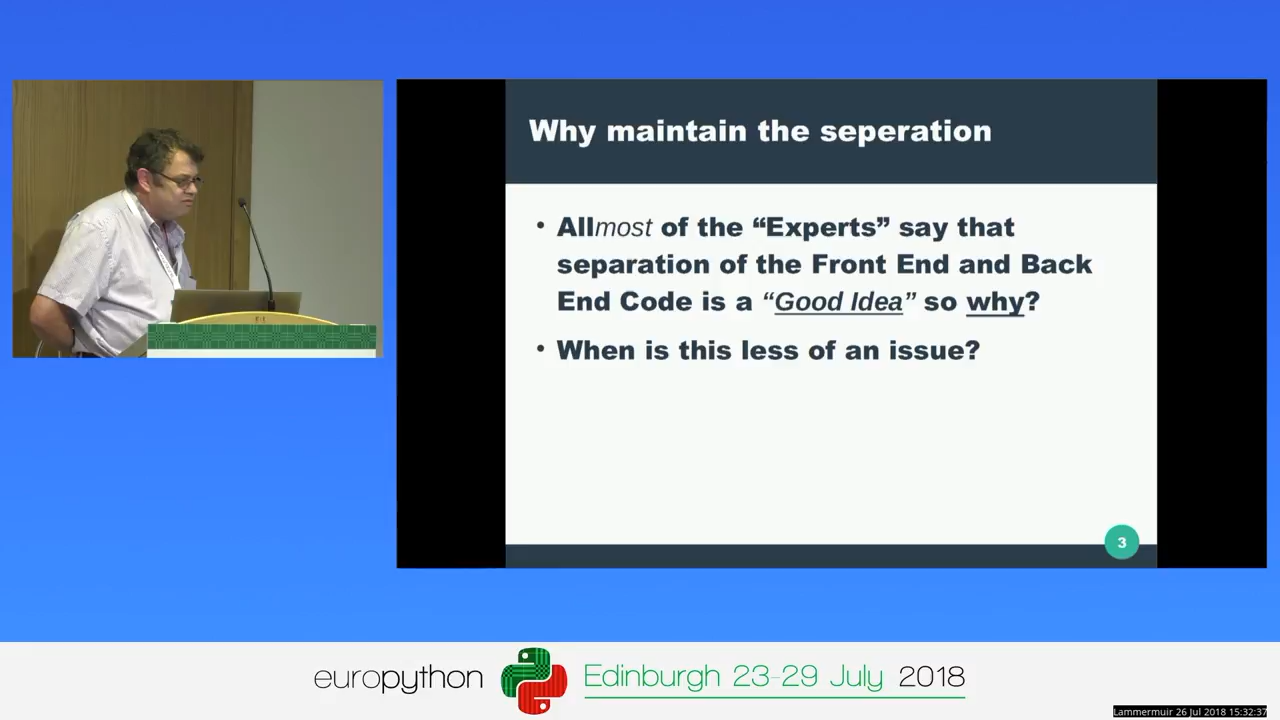 Why maintain the seperation
• Allmost of the “Experts” say that
separation of the Front End and Back
End Code is a “Good Idea” so why?
• When is this less of an issue?
3
europython
Edinburgh 23-29 July 2018
Lammermuir 26 Jul 2018 15:32:37